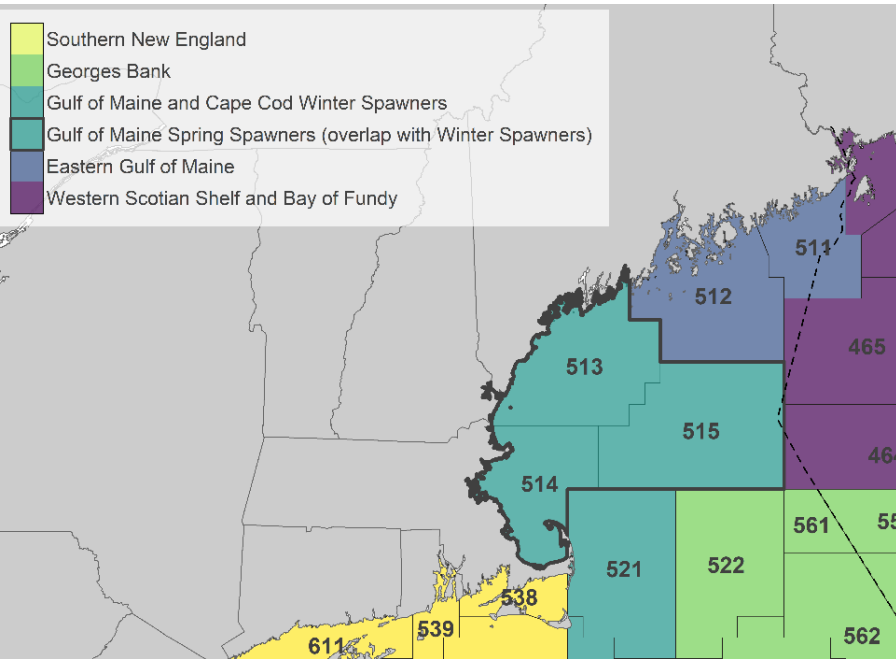 Southern New England
Georges Bank
Gulf of Maine and Cape Cod Winter Spawners
Gulf of Maine Spring Spawners (overlap with Winter Spawners)
Eastern Gulf of Maine
Western Scotian Shelf and Bay of Fundy
511
512
465
513
515
464
514
561
521
522
538
539
562
611